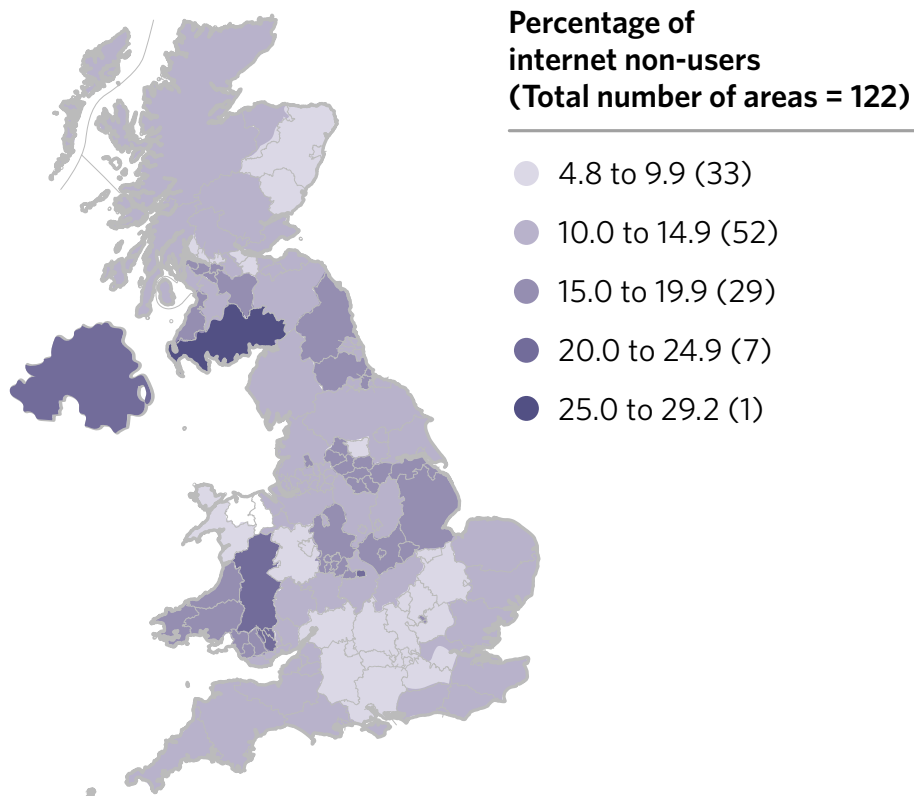 Percentage of
internet non-users
(Total number of areas = 122)
4.8 to 9.9 (33)
10.0 to 14.9 (52)
15.0 to 19.9 (29)
20.0 to 24.9 (7)
25.0 to 29.2 (1)